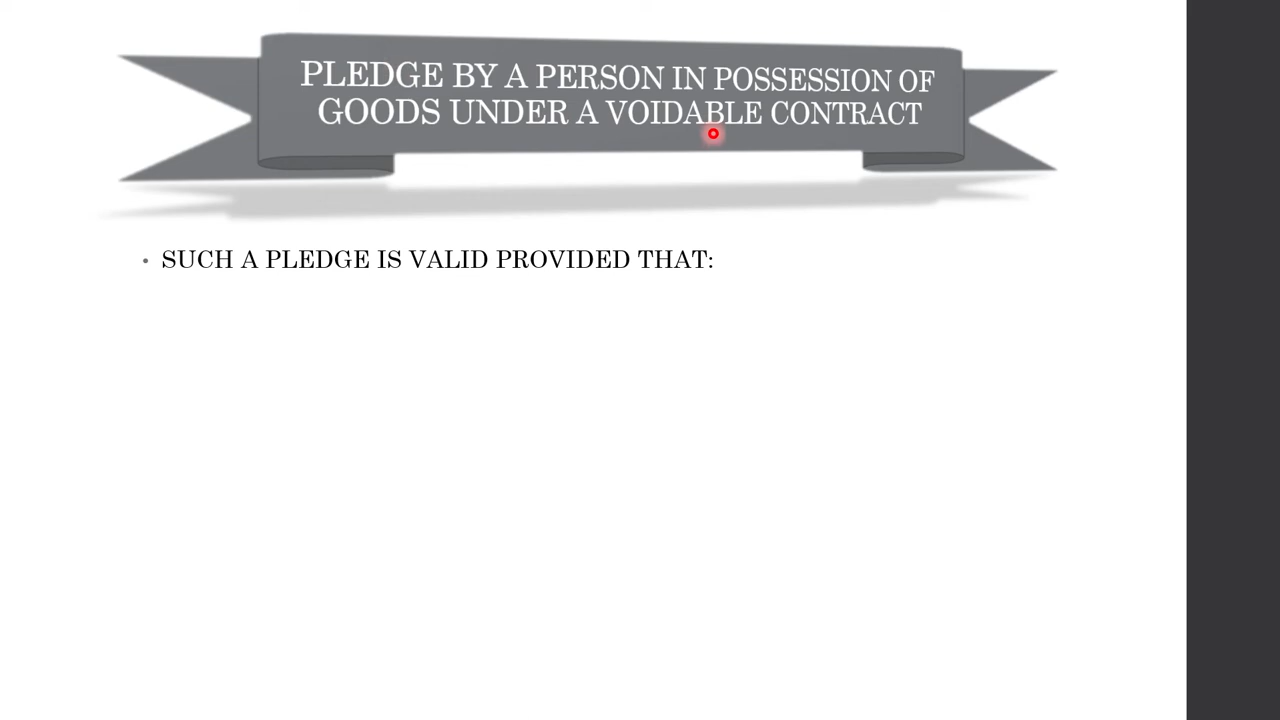 PLEDGE BY A PERSON IN POSSESSION OF
GOODS UNDER A VOIDABLE CONTRACT
• SUCH A PLEDGE IS VALID PROVIDED THAT: